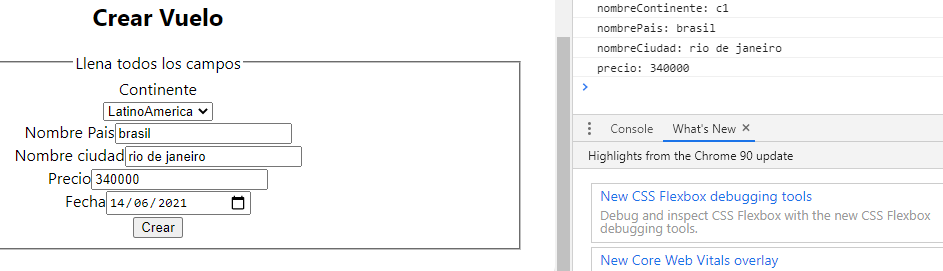 Crear Vuelo
Llena todos los campos
Continente
LatinoAmerica
Nombre Pais brasil
Nombre ciudad rio de janeiro
Precio 340000
Fecha 14/06/2021
Crear
nombreContinente: c1
nombrePais: brasil
nombreCiudad: rio de janeiro
precio: 340000
Console What's New
Highlights from the Chrome 90 update
New CSS Flexbox debugging tools
Debug and inspect CSS Flexbox with the new CSS Flexbox
debugging tools.
New Core Web Vitals overlay